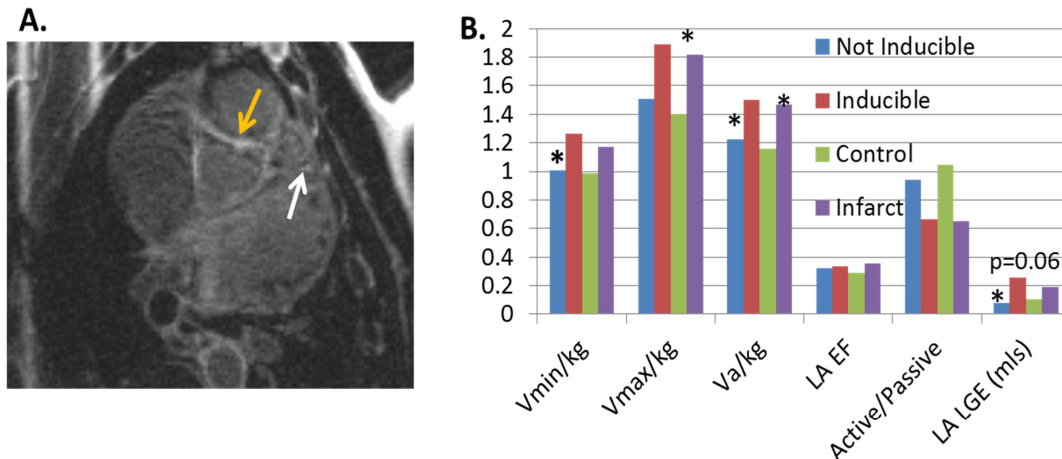 A.
B.
2
1.8
1.6
1.4
1.2
1
0.8
0.6
0.4
0.2
0
*
*
*
*
*
p=0.06
Not Inducible
Inducible
Control
Infarct
Vmin/kg
Vmax/kg
Va/kg
LA EF
Active/Passive
LA LGE (mls)